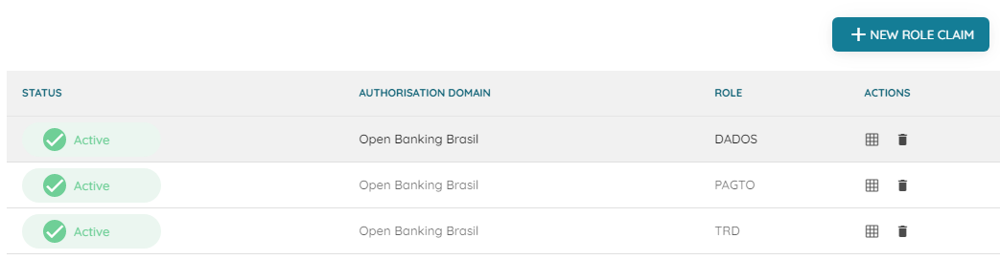 NEW ROLE CLAIM
STATUS AUTHORISATION DOMAIN ROLE ACTIONS
Active Open Banking Brasil DADOS
Active Open Banking Brasil PAGTO
Active Open Banking Brasil TRD